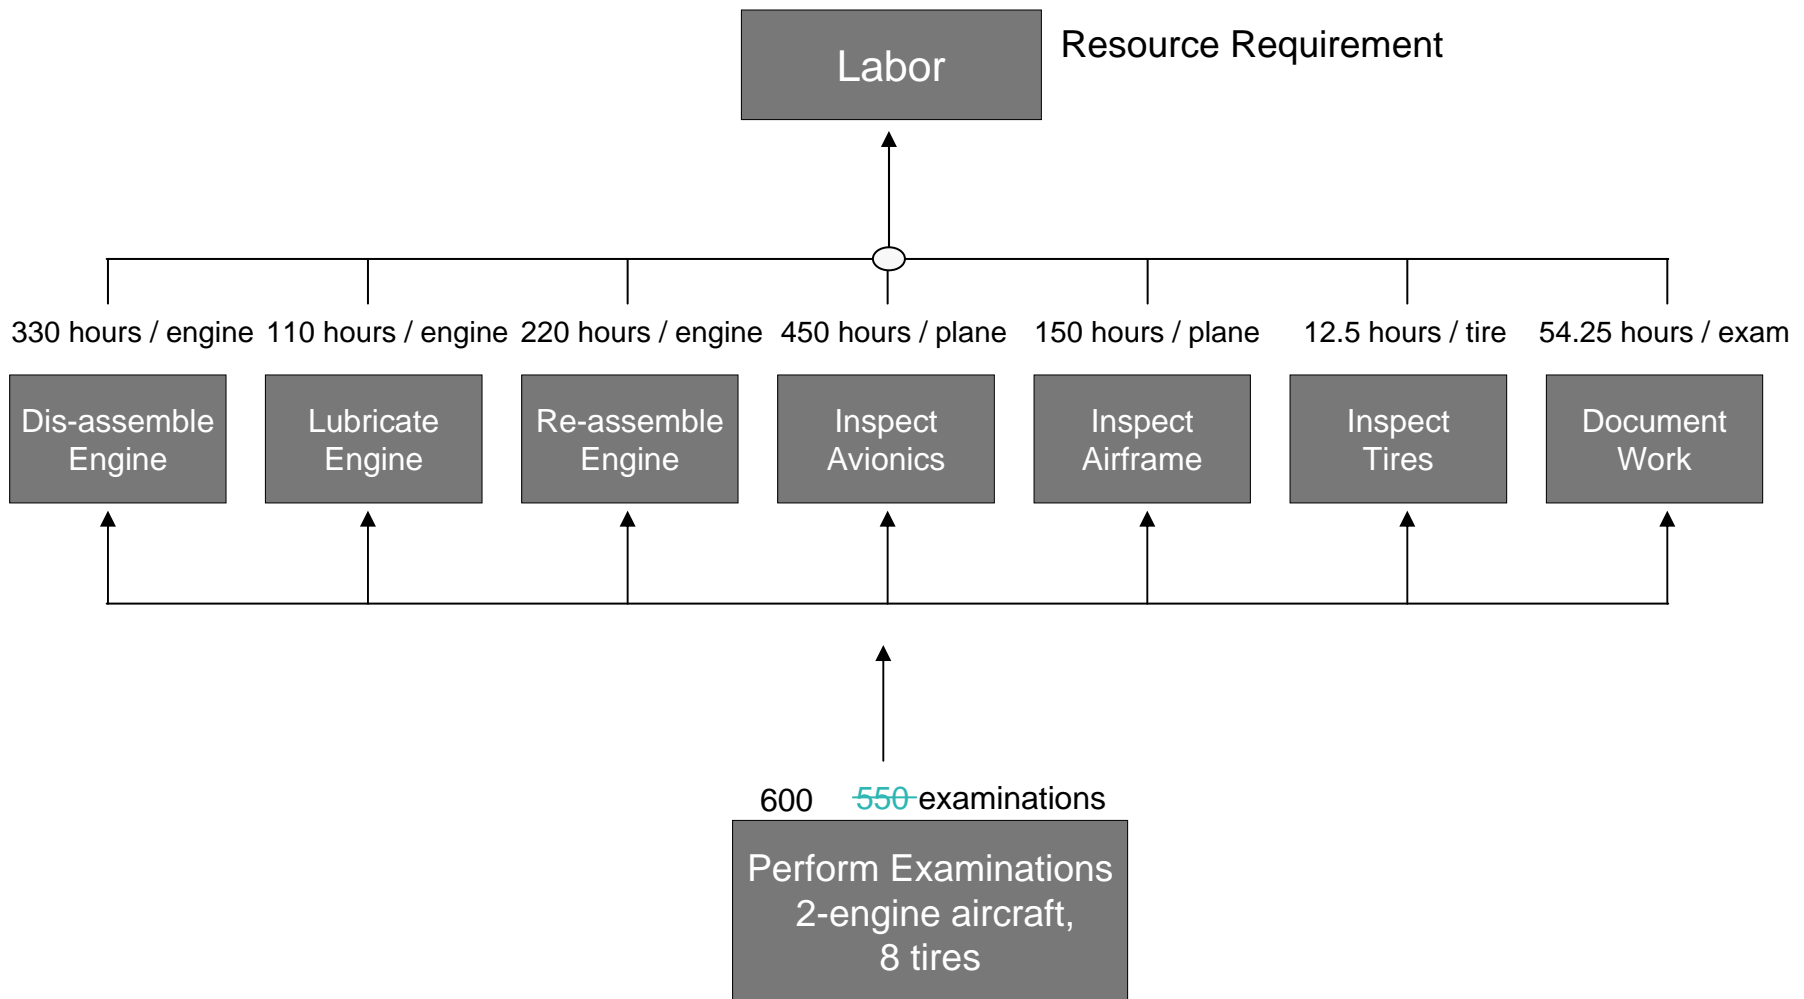 Labor
Resource Requirement
330 hours / engine
110 hours / engine
220 hours / engine
450 hours / plane
150 hours / plane
12.5 hours / tire
54.25 hours / exam
Dis-assemble
Engine
Lubricate
Engine
Re-assemble
Engine
Inspect
Avionics
Inspect
Airframe
Inspect
Tires
Document
Work
600 550 examinations
Perform Examinations
2-engine aircraft,
8 tires